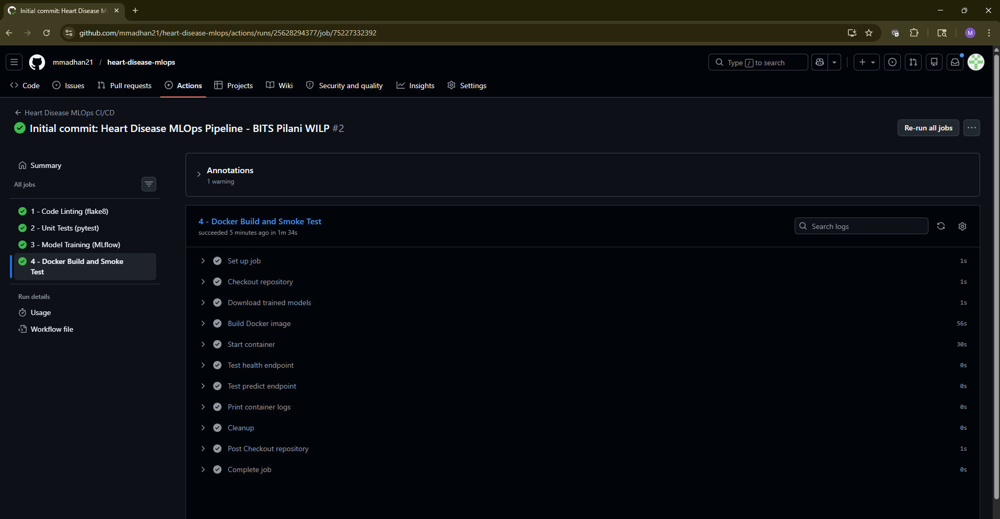 Initial commit: Heart Disease M
github.com/mmadhan21/heart-disease-mlops/actions/runs/25628294377/job/75227332392
M
mmadhan21 / heart-disease-mlops
Type / to search
Code
Issues
Pull requests
Actions
Projects
Wiki
Security and quality
Insights
Settings
Heart Disease MLOps CI/CD
Initial commit: Heart Disease MLOps Pipeline - BITS Pilani WILP #2
Re-run all jobs
Summary
All jobs
1 - Code Linting (flake8)
2 - Unit Tests (pytest)
3 - Model Training (MLflow)
4 - Docker Build and Smoke
Test
Run details
Usage
Workflow file
Annotations
1 warning
4 - Docker Build and Smoke Test
succeeded 5 minutes ago in 1m 34s
Search logs
Set up job 1s
Checkout repository 1s
Download trained models 1s
Build Docker image 56s
Start container 30s
Test health endpoint 0s
Test predict endpoint 0s
Print container logs 0s
Cleanup 0s
Post Checkout repository 1s
Complete job 0s